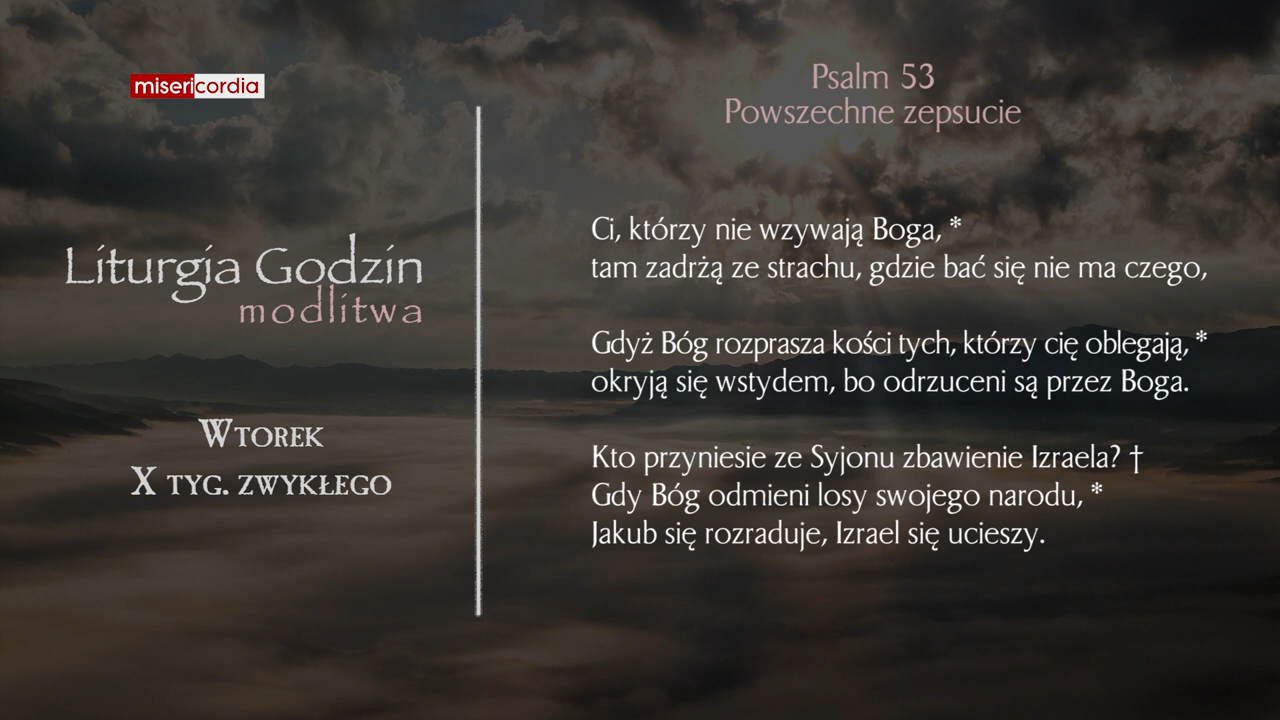 misericordia
Liturgia Godzin
modlitwa
Wtorek
X tyg. zwykłego
Psalm 53
Powszechne zepsucie
Ci, którzy nie wzywają Boga, *
tam zadrżą ze strachu, gdzie bać się nie ma czego,
Gdyż Bóg rozprasza kości tych, którzy cię oblegają, *
okryją się wstydem, bo odrzuceni są przez Boga.
Kto przyniesie ze Syjonu zbawienie Izraela? †
Gdy Bóg odmieni losy swojego narodu, *
Jakub się rozraduje, Izrael się ucieszy.